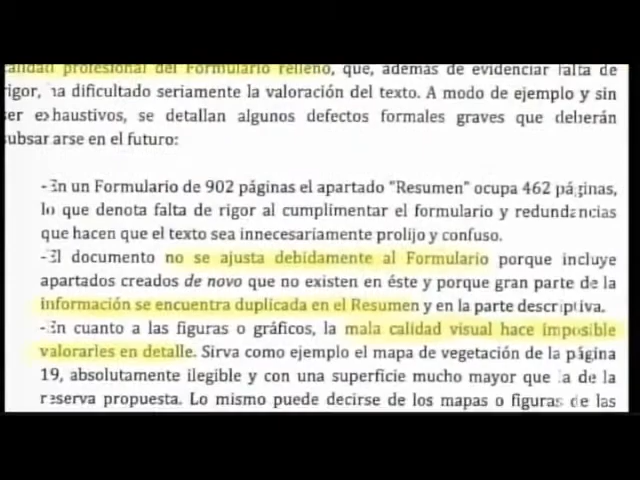 calidad profesional del Formulario relleno, que, además de evidenciar falta de
rigor, ha dificultado seriamente la valoración del texto. A modo de ejemplo y sin
ser exhaustivos, se detallan algunos defectos formales graves que deberán
subsanarse en el futuro:
-En un Formulario de 902 páginas el apartado "Resumen" ocupa 462 páginas,
lo que denota falta de rigor al cumplimentar el formulario y redundancias
que hacen que el texto sea innecesariamente prolijo y confuso.
-El documento no se ajusta debidamente al Formulario porque incluye
apartados creados de novo que no existen en éste y porque gran parte de la
información se encuentra duplicada en el Resumen y en la parte descriptiva.
-En cuanto a las figuras o gráficos, la mala calidad visual hace imposible
valorarles en detalle. Sirva como ejemplo el mapa de vegetación de la página
19, absolutamente ilegible y con una superficie mucho mayor que la de la
reserva propuesta. Lo mismo puede decirse de los mapas o figuras de las